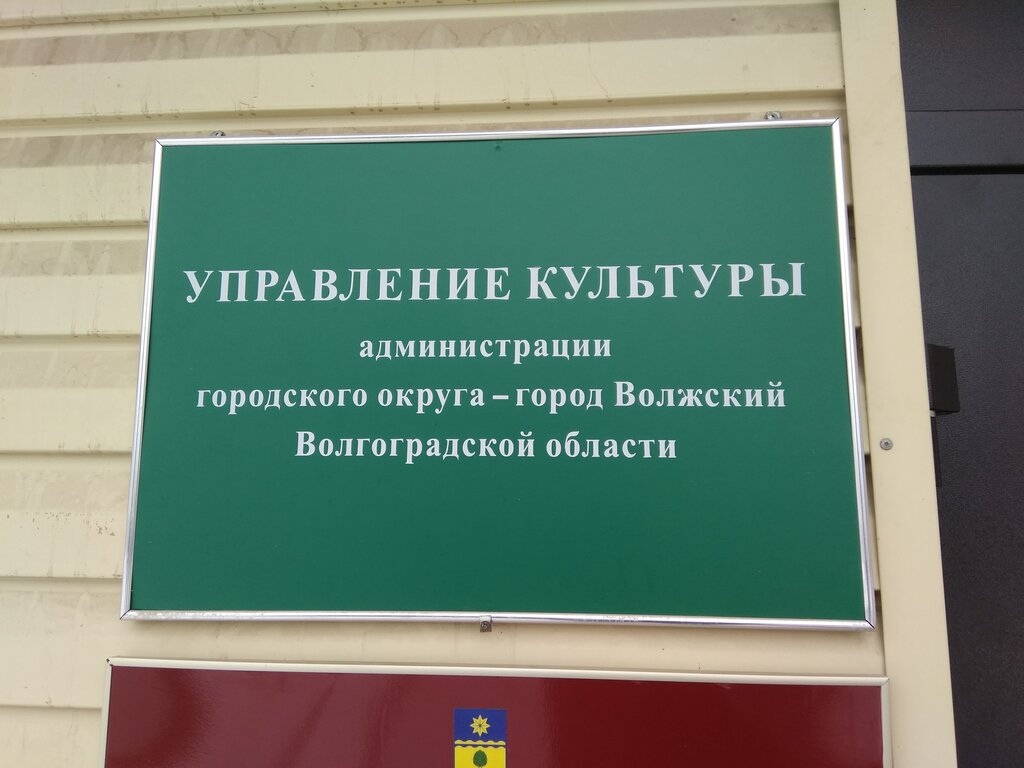 УПРАВЛЕНИЕ КУЛЬТУРЫ
администрации
городского округа – город Волжский
Волгоградской области